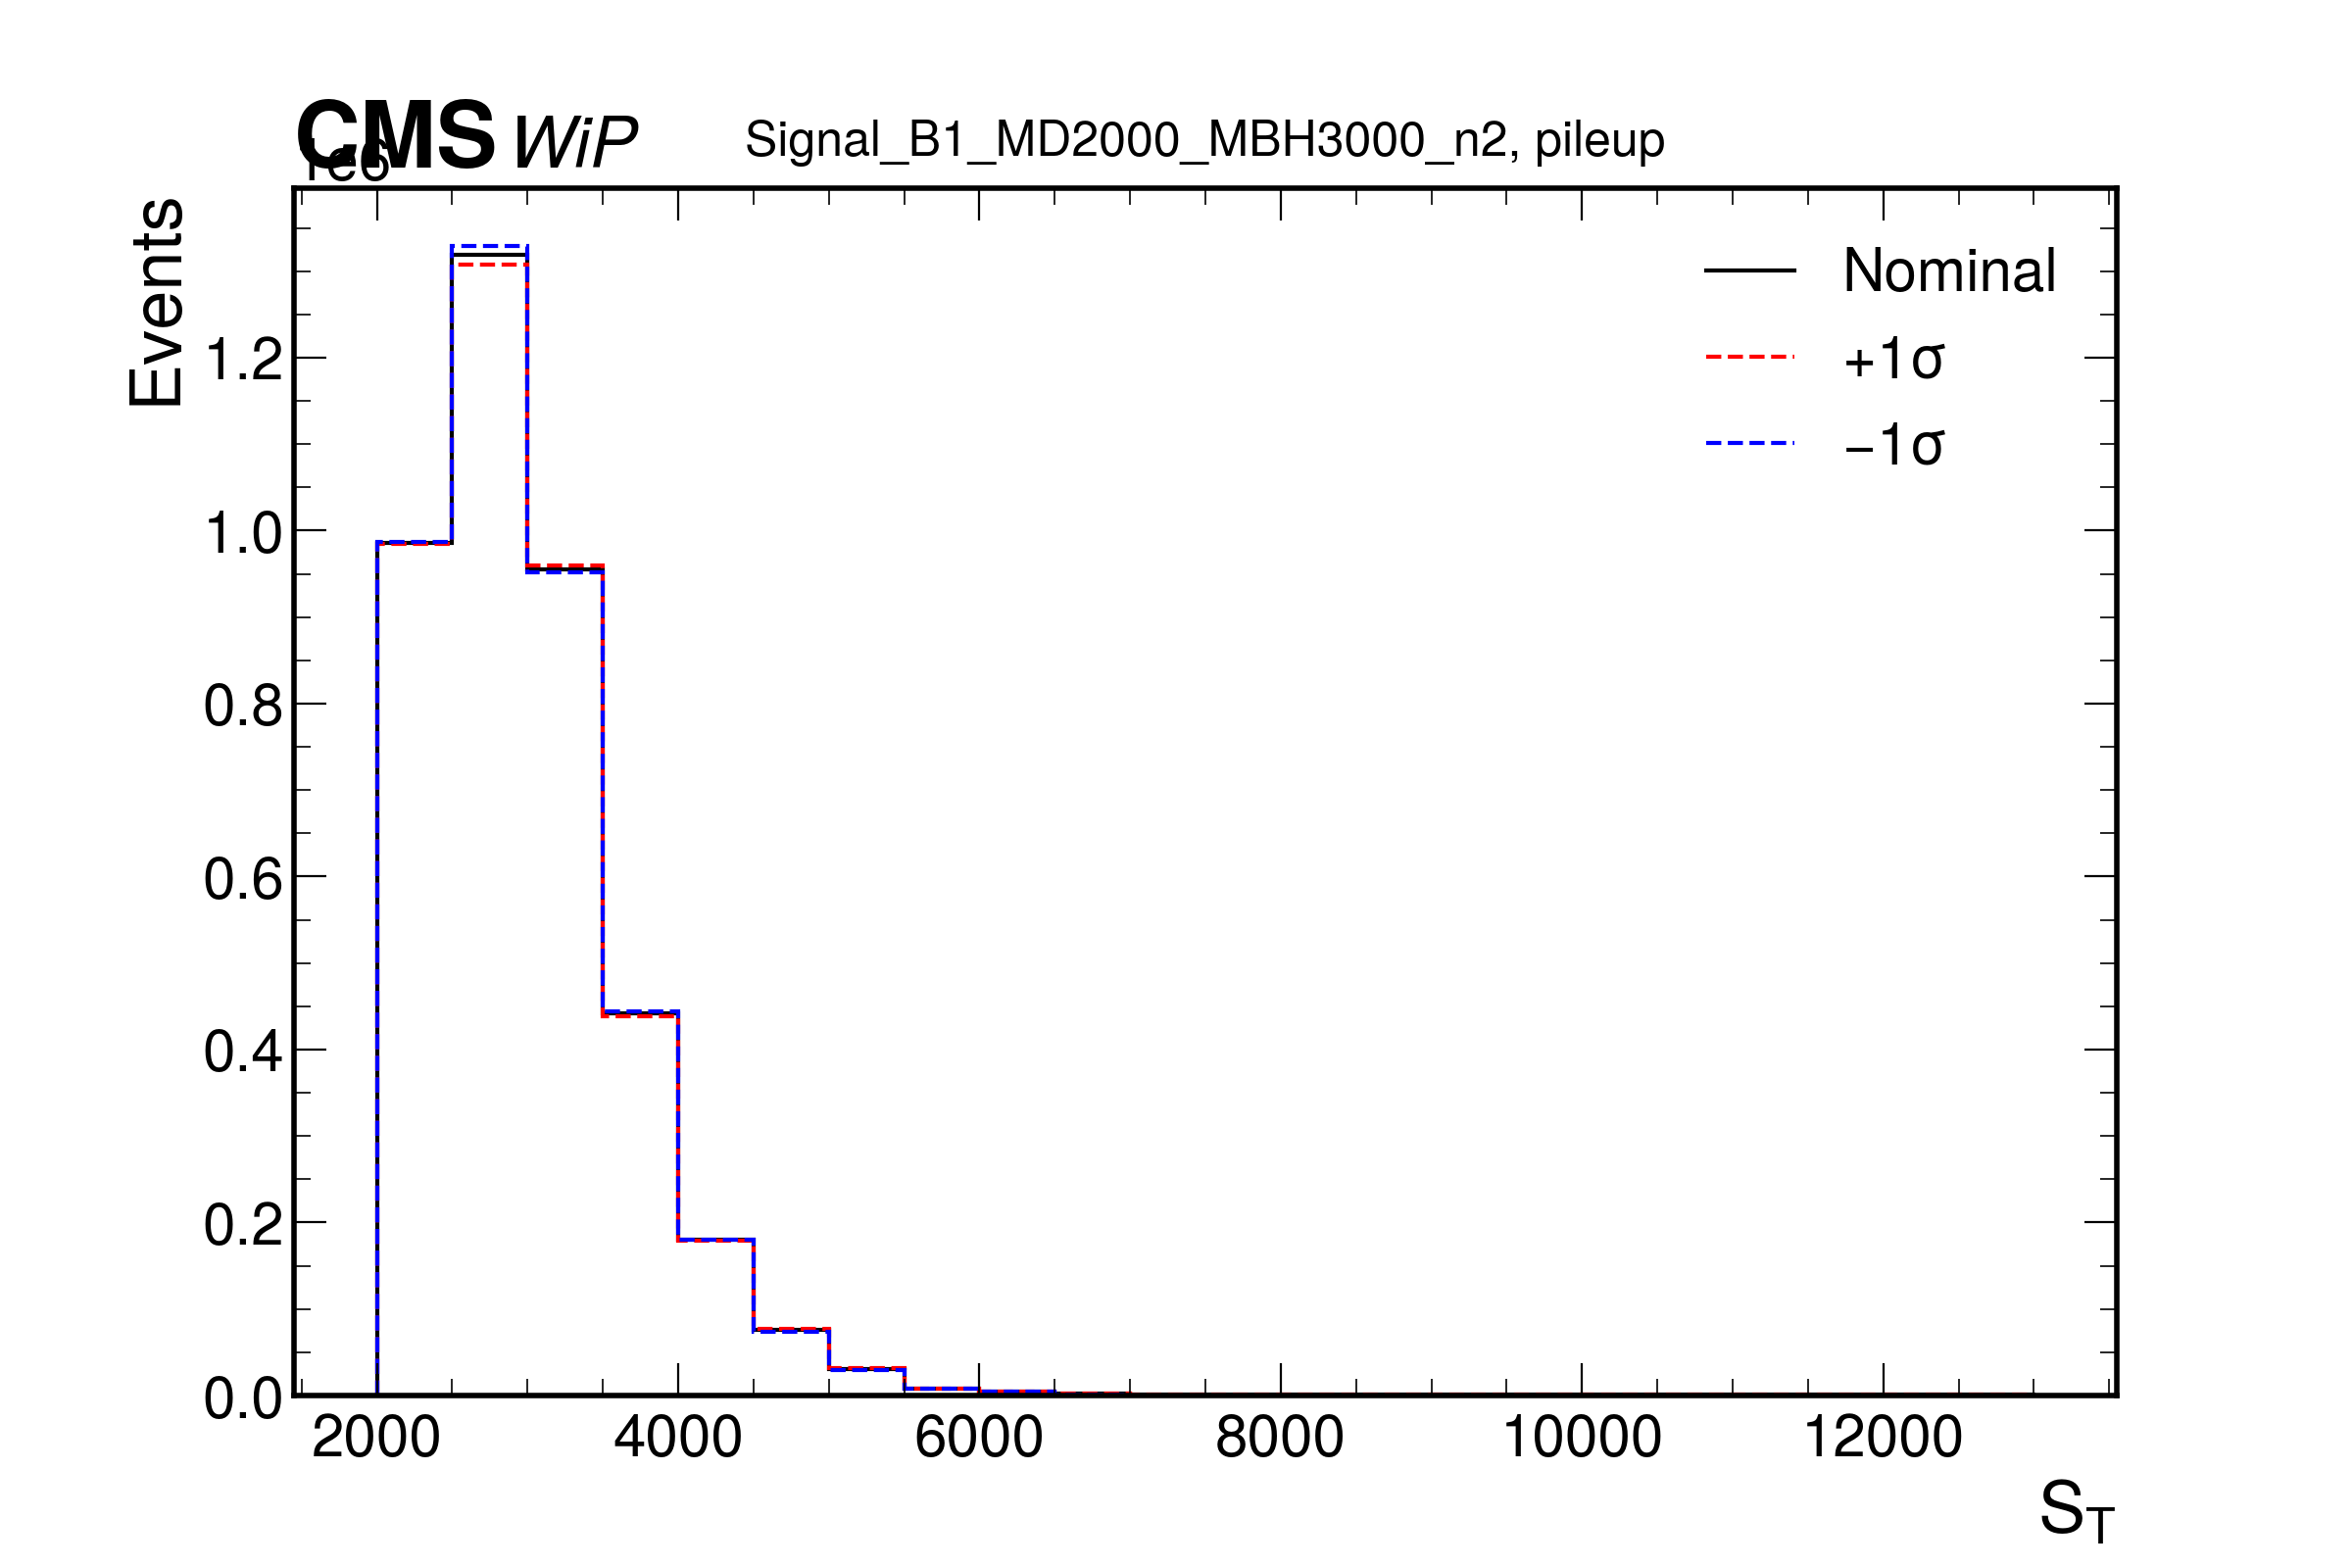 CMS WiP Signal_B1_MD2000_MBH3000_n2, pileup
1e6
Events
Nominal
+1σ
−1σ
1.2
1.0
0.8
0.6
0.4
0.2
0.0
2000 4000 6000 8000 10000 12000
S_T